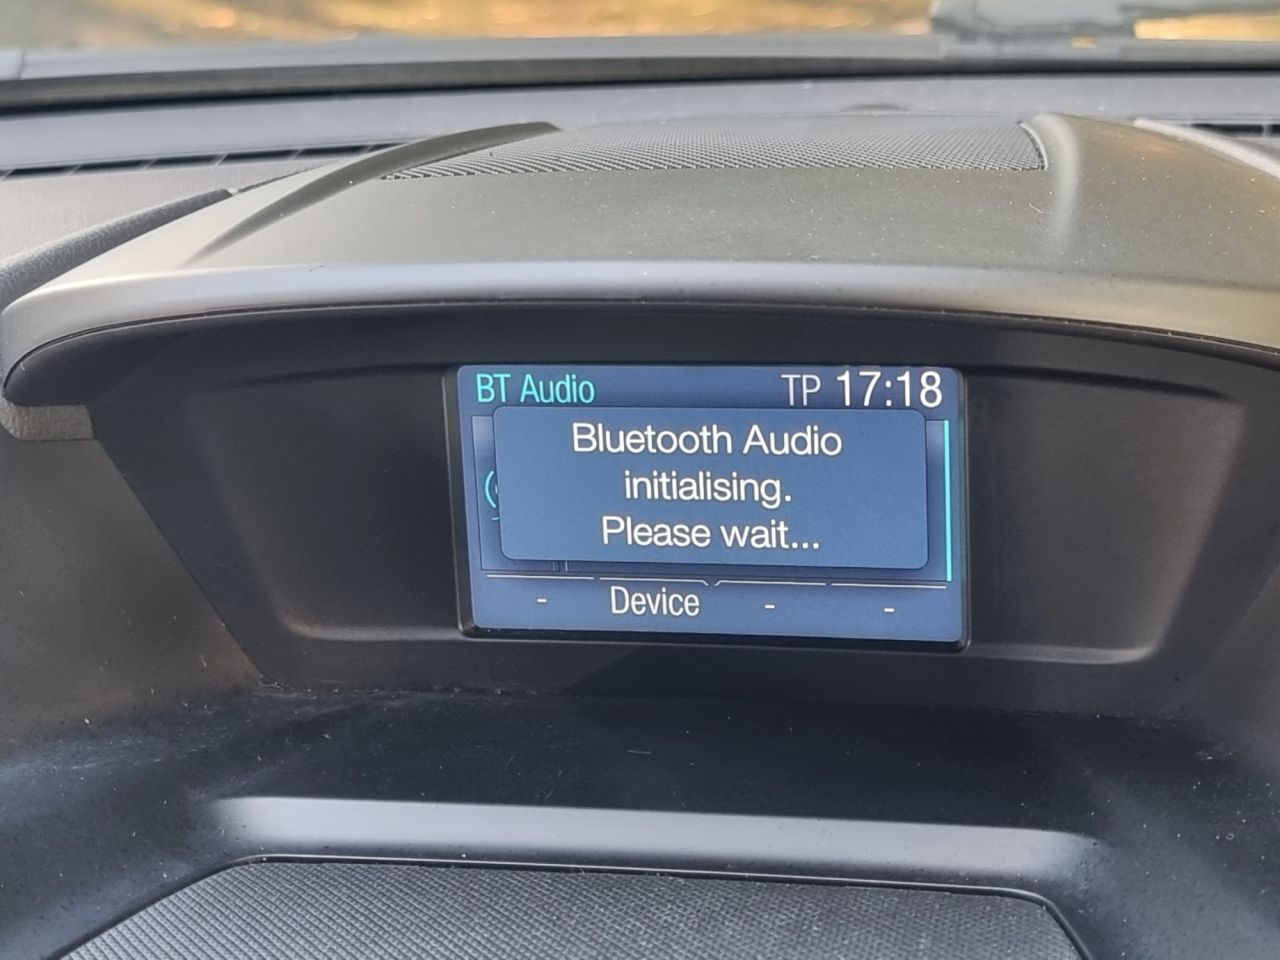 BT Audio TP 17:18
Bluetooth Audio
initialising.
Please wait...
- Device - -